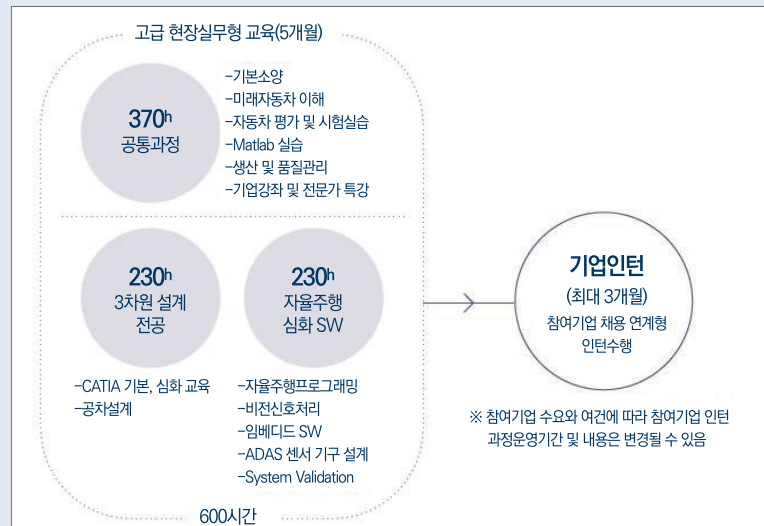 고급 현장실무형 교육(5개월)
370h
공통과정
-기본소양
-미래자동차 이해
-자동차 평가 및 시험실습
-Matlab 실습
-생산 및 품질관리
-기업강좌 및 전문가 특강
230h
3차원 설계
전공
-CATIA 기본, 심화 교육
-공차설계
230h
자율주행
심화 SW
-자율주행프로그래밍
-비전신호처리
-임베디드 SW
-ADAS 센서 기구 설계
-System Validation
600시간
기업인턴
(최대 3개월)
참여기업 채용 연계형
인턴수행
※ 참여기업 수요와 여건에 따라 참여기업 인턴
과정운영기간 및 내용은 변경될 수 있음